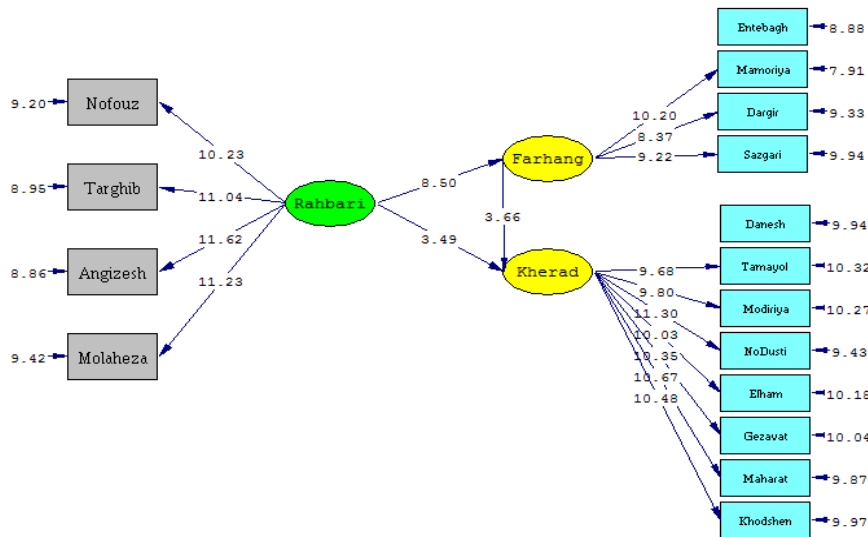 9.20
Nofouz
8.95
Targhib
8.86
Angizesh
9.42
Molaheza
10.23
11.04
11.62
11.23
Rahbari
8.50
3.49
Farhang
3.66
Kherad
10.20
8.37
9.22
Entebagh
8.88
Mamoriya
7.91
Dargir
9.33
Sazgari
9.94
9.68
9.80
11.30
10.03
10.35
10.67
10.48
Danesh
9.94
Tamayol
10.32
Modiriya
10.27
NoDusti
9.43
Elham
10.18
Gezavat
10.04
Maharat
9.87
Khodshen
9.97